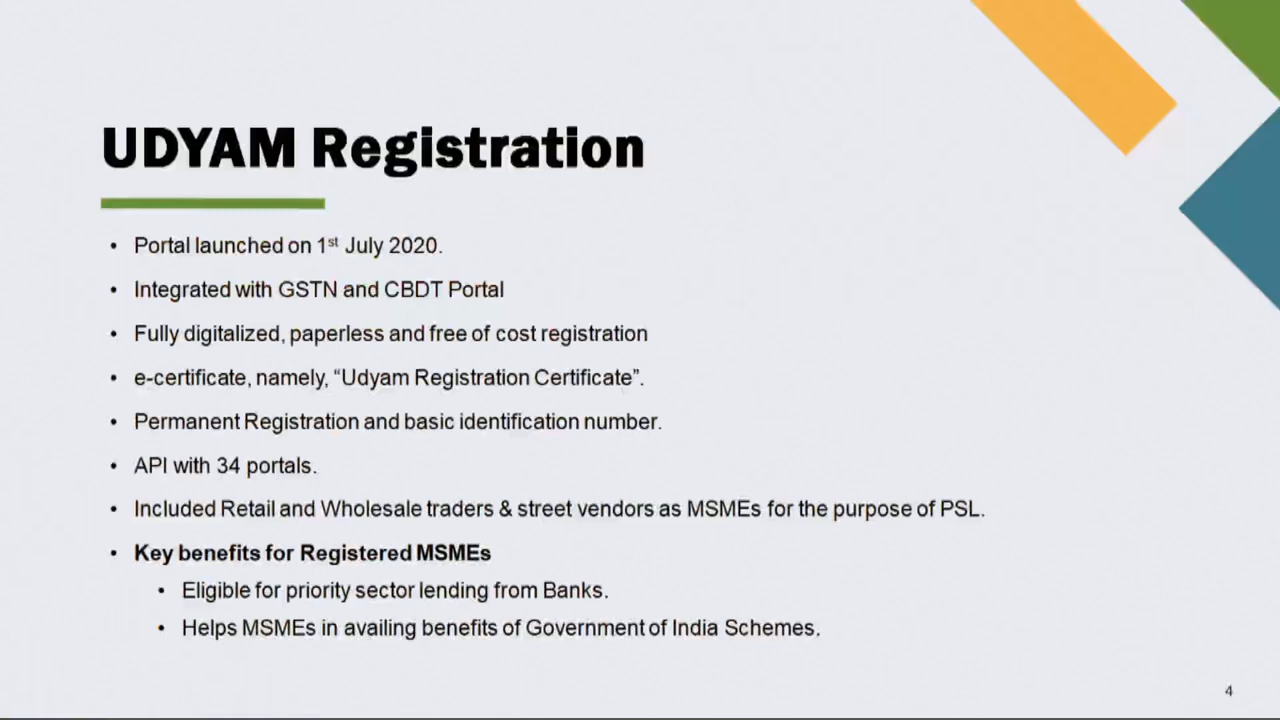 UDYAM Registration
• Portal launched on 1st July 2020.
• Integrated with GSTN and CBDT Portal
• Fully digitalized, paperless and free of cost registration
• e-certificate, namely, “Udyam Registration Certificate”.
• Permanent Registration and basic identification number.
• API with 34 portals.
• Included Retail and Wholesale traders & street vendors as MSMEs for the purpose of PSL.
• Key benefits for Registered MSMEs
• Eligible for priority sector lending from Banks.
• Helps MSMEs in availing benefits of Government of India Schemes.
4